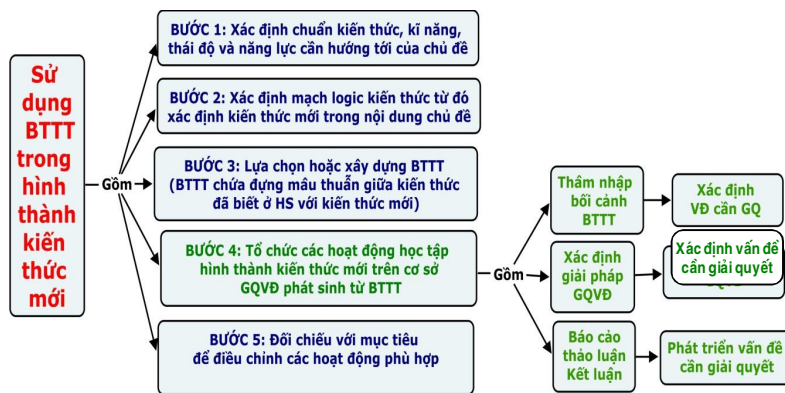 Sử
dụng
BTTT
trong
hình
thành
kiến
thức
mới
Gồm
BƯỚC 1: Xác định chuẩn kiến thức, kĩ năng,
thái độ và năng lực cần hướng tới của chủ đề
BƯỚC 2: Xác định mạch logic kiến thức từ đó
xác định kiến thức mới trong nội dung chủ đề
BƯỚC 3: Lựa chọn hoặc xây dựng BTTT
(BTTT chứa đựng mâu thuẫn giữa kiến thức
đã biết ở HS với kiến thức mới)
BƯỚC 4: Tổ chức các hoạt động học tập
hình thành kiến thức mới trên cơ sở
GQVĐ phát sinh từ BTTT
BƯỚC 5: Đối chiếu với mục tiêu
để điều chỉnh các hoạt động phù hợp
Gồm
Thâm nhập
bối cảnh
BTTT
Xác định
VĐ cần GQ
Xác định
giải pháp
GQVĐ
Xác định vấn đề
cần giải quyết
Báo cáo
thảo luận
Kết luận
Phát triển vấn đề
cần giải quyết